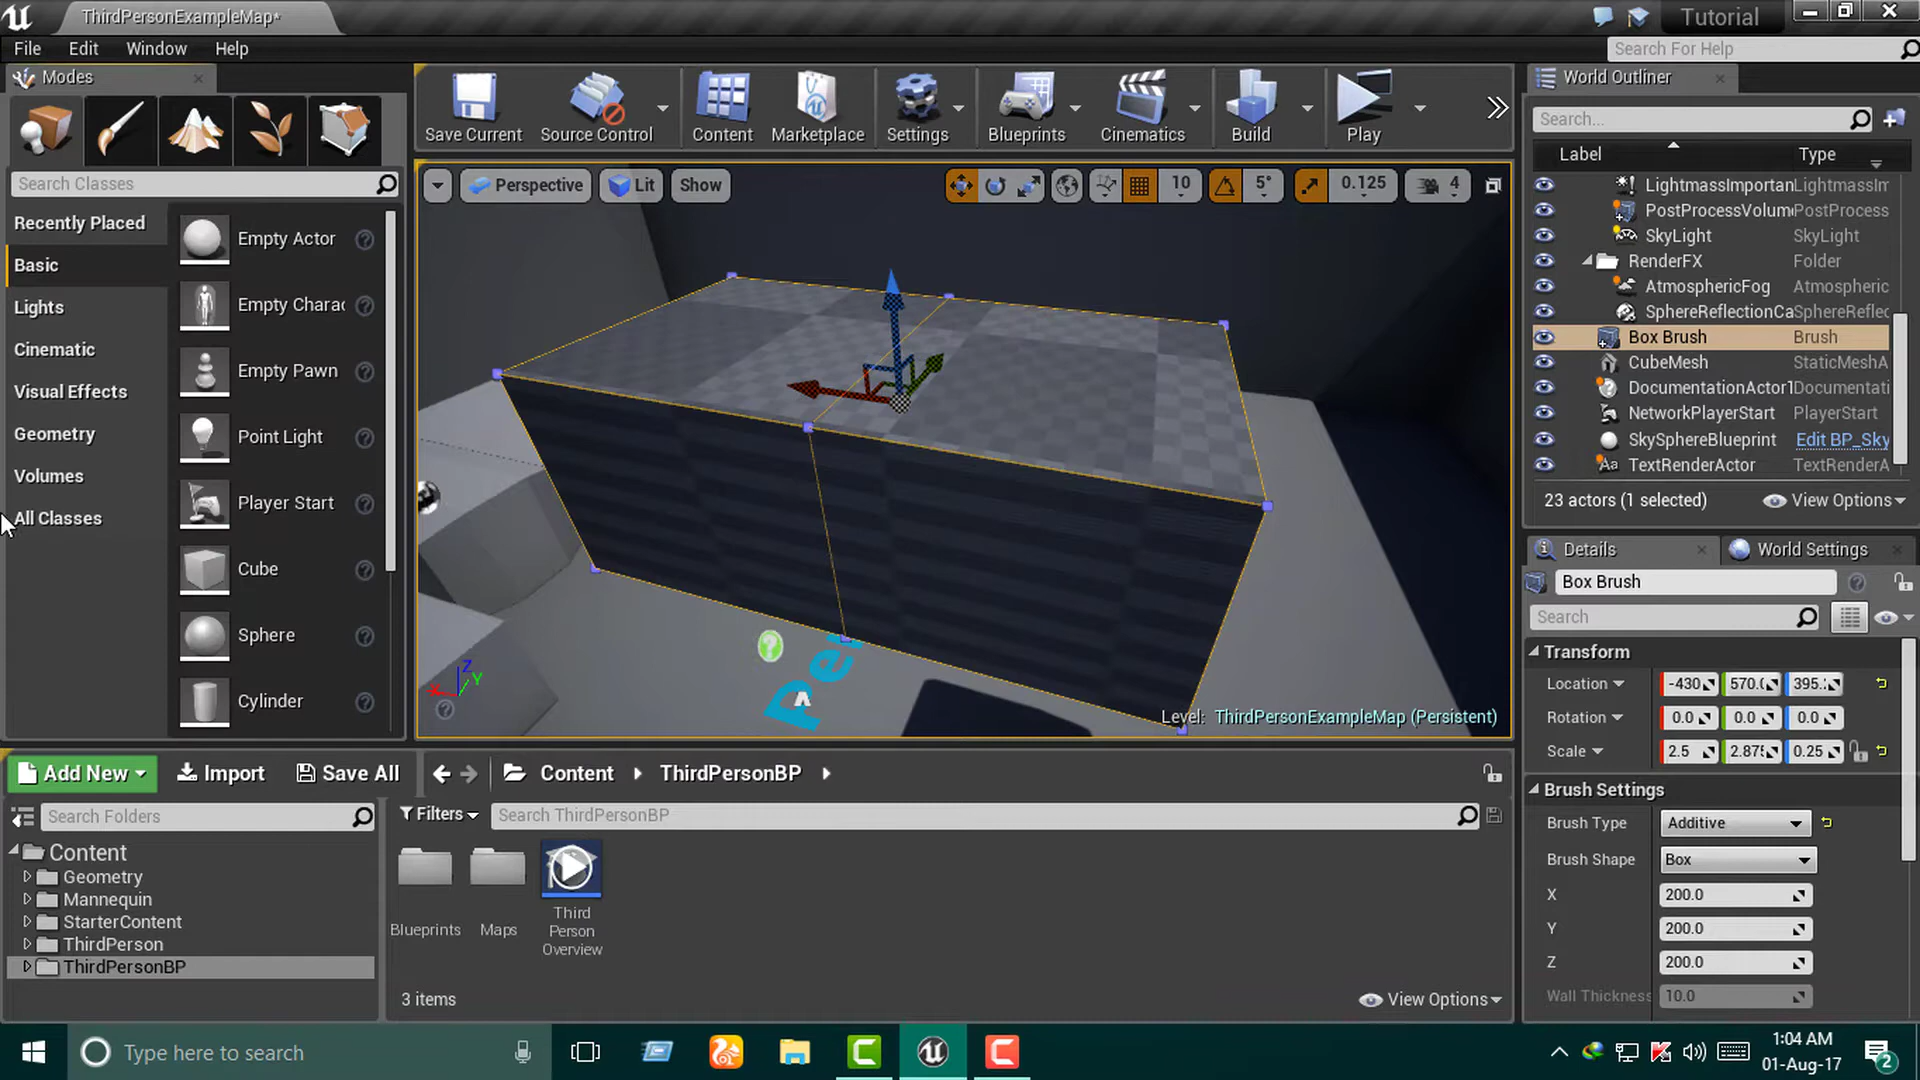 ThirdPersonExampleMap*
Tutorial
File Edit Window Help
Search For Help
Modes
Save Current
Source Control
Content
Marketplace
Settings
Blueprints
Cinematics
Build
Play
World Outliner
Search...
Label Type
Search Classes
Recently Placed
Basic
Lights
Cinematic
Visual Effects
Geometry
Volumes
All Classes
Empty Actor
Empty Charac
Empty Pawn
Point Light
Player Start
Cube
Sphere
Cylinder
Perspective
Lit
Show
10
5°
0.125
4
Per
Z
Y
Level: ThirdPersonExampleMap (Persistent)
LightmassImportan LightmassIm
PostProcessVolum PostProcess
SkyLight SkyLight
RenderFX Folder
AtmosphericFog Atmospheric
SphereReflectionCa SphereReflec
Box Brush Brush
CubeMesh StaticMeshA
DocumentationActor1 Documentati
NetworkPlayerStart PlayerStart
SkySphereBlueprint Edit BP_Sky
TextRenderActor TextRenderA
23 actors (1 selected)
View Options
Details
World Settings
Box Brush
Search
Transform
Location -430 570.0 395.
Rotation 0.0 0.0 0.0
Scale 2.5 2.875 0.25
Brush Settings
Brush Type Additive
Brush Shape Box
X 200.0
Y 200.0
Z 200.0
Wall Thickness 10.0
Add New
Import
Save All
Content
ThirdPersonBP
Search Folders
Filters
Search ThirdPersonBP
Content
Geometry
Mannequin
StarterContent
ThirdPerson
ThirdPersonBP
Blueprints
Maps
Third
Person
Overview
3 items
View Options
Type here to search
1:04 AM
01-Aug-17
2